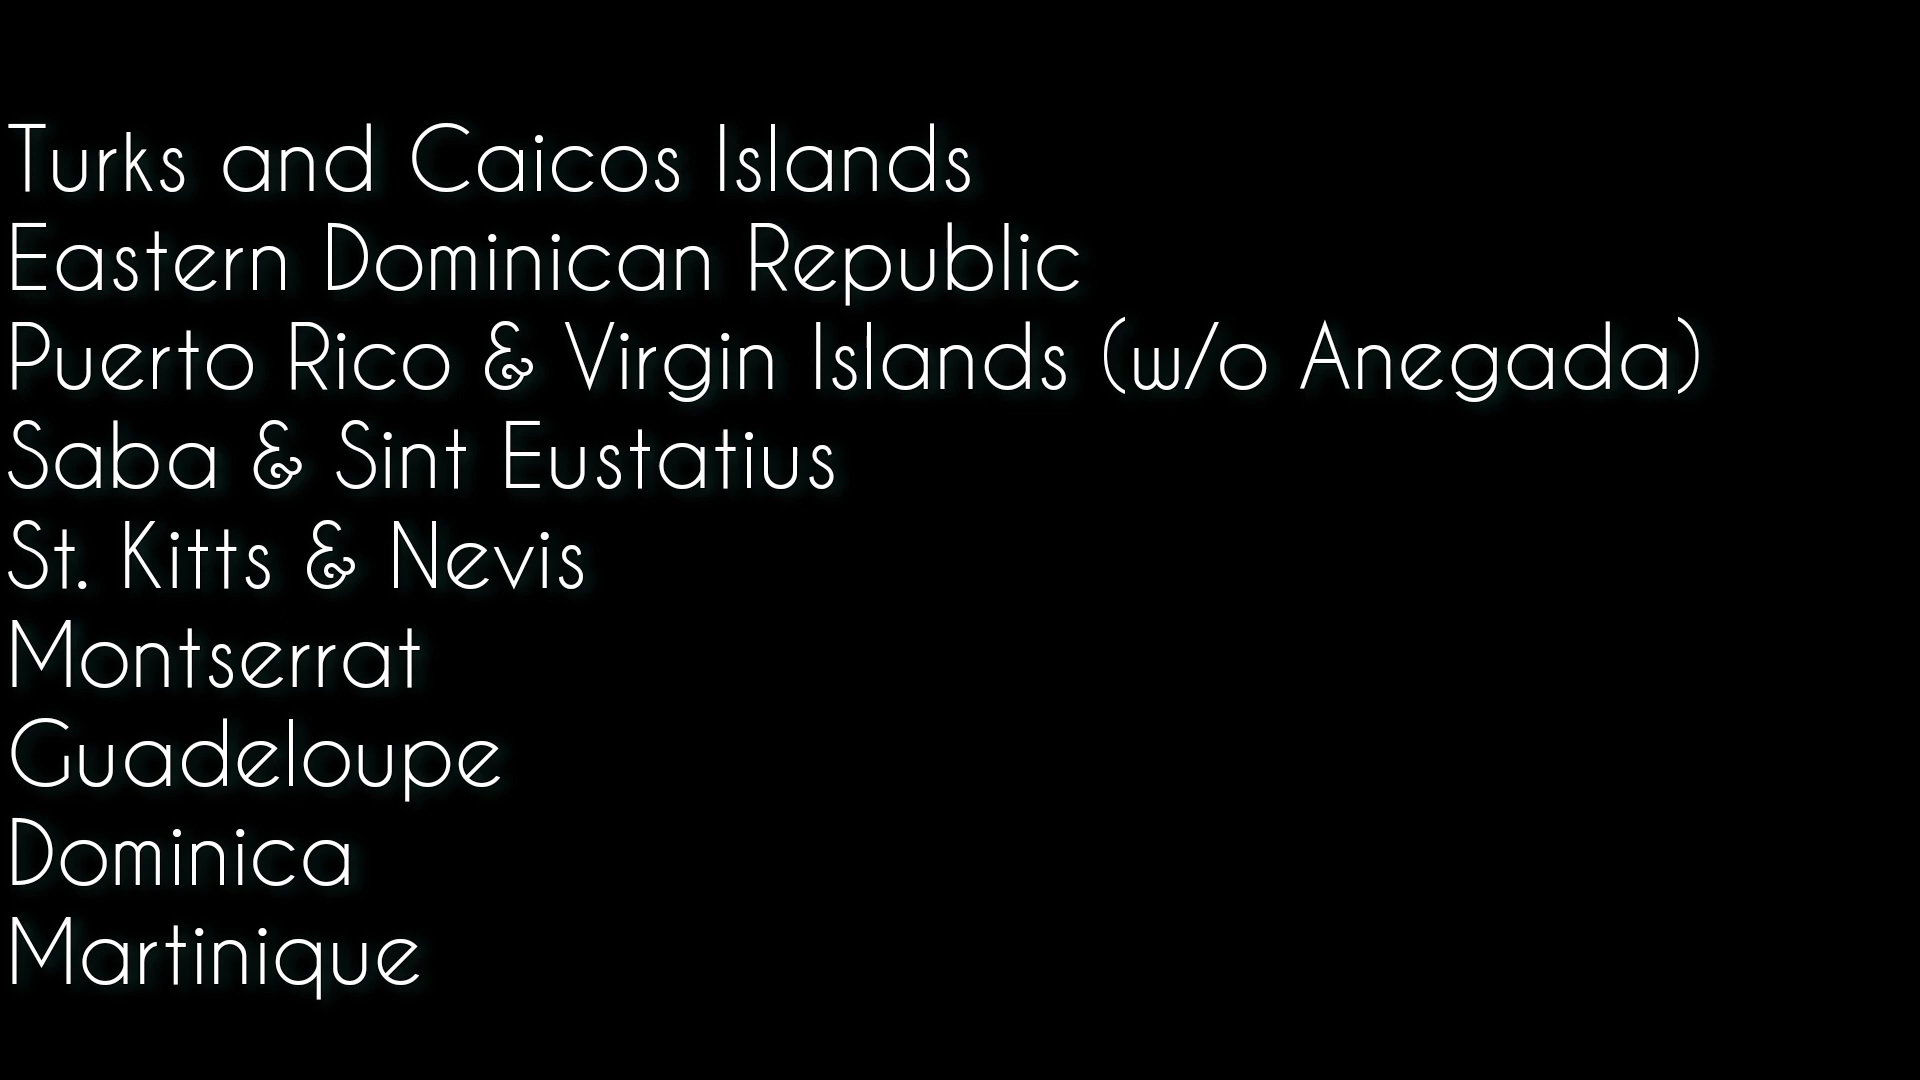 Turks and Caicos Islands
Eastern Dominican Republic
Puerto Rico & Virgin Islands (w/o Anegada)
Saba & Sint Eustatius
St. Kitts & Nevis
Montserrat
Guadeloupe
Dominica
Martinique